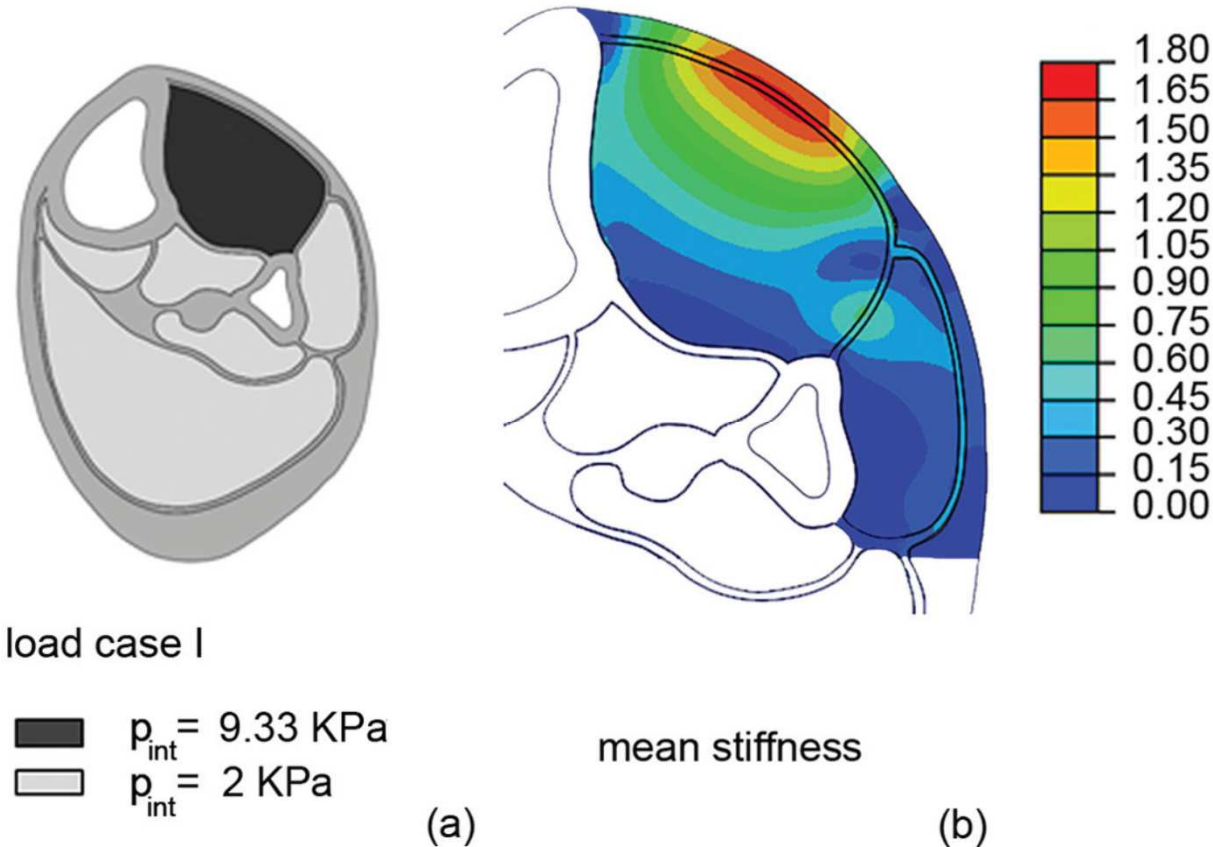 1.80
1.65
1.50
1.35
1.20
1.05
0.90
0.75
0.60
0.45
0.30
0.15
0.00
load case I
p_int = 9.33 KPa
p_int = 2 KPa
mean stiffness
(a)
(b)